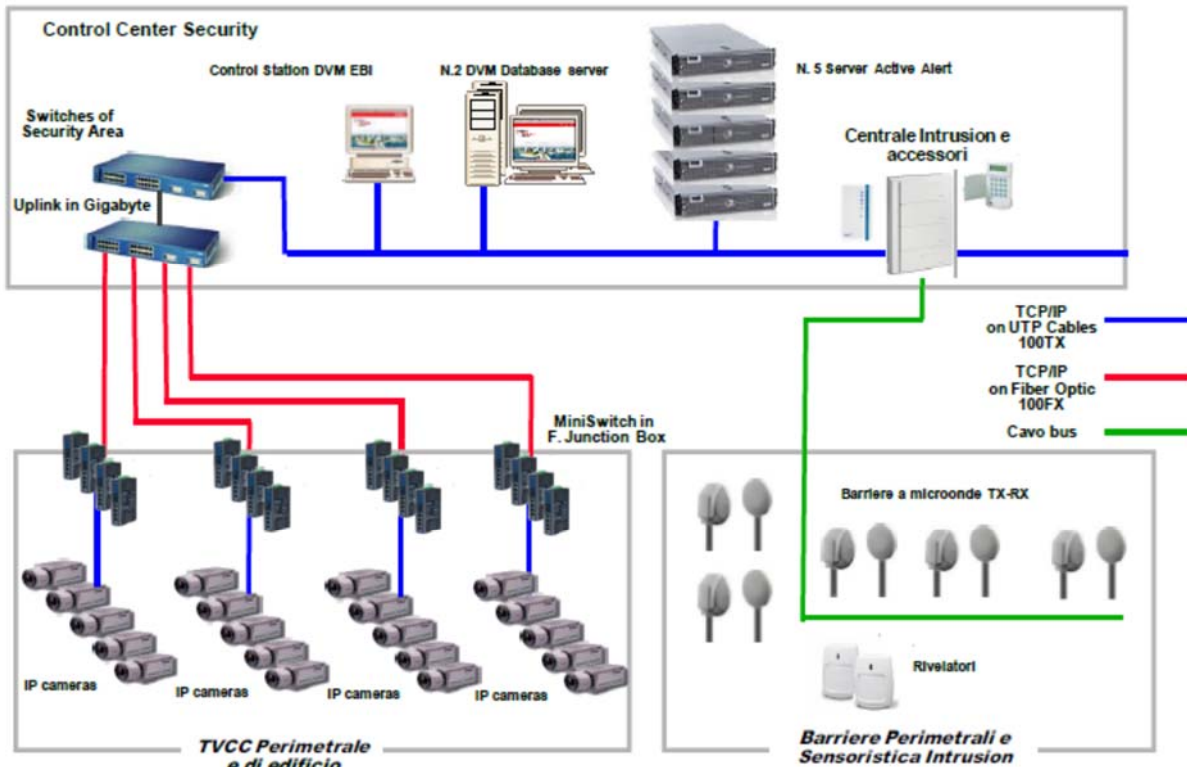 Control Center Security
Control Station DVM EBI
N.2 DVM Database server
N. 5 Server Active Alert
Switches of
Security Area
Centrale Intrusion e
accessori
Uplink in Gigabyte
TCP/IP
on UTP Cables
100TX
TCP/IP
on Fiber Optic
100FX
Cavo bus
MiniSwitch in
F. Junction Box
Barriere a microonde TX-RX
Rivelatori
IP cameras
IP cameras
IP cameras
IP cameras
TVCC Perimetrale
e di edificio
Barriere Perimetrali e
Sensoristica Intrusion